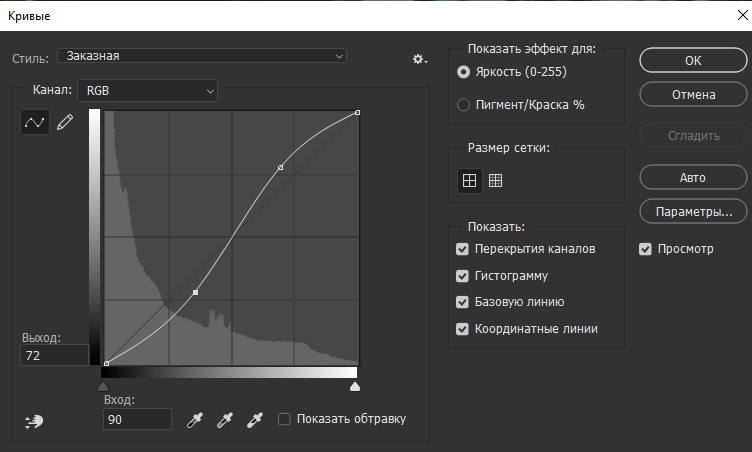 Кривые
Стиль: Заказная
Канал: RGB
Выход:
72
Вход:
90
Показать обтравку
Показать эффект для:
Яркость (0-255)
Пигмент/Краска %
Размер сетки:
Показать:
Перекрытия каналов
Гистограмму
Базовую линию
Координатные линии
ОК
Отмена
Сгладить
Авто
Параметры...
Просмотр